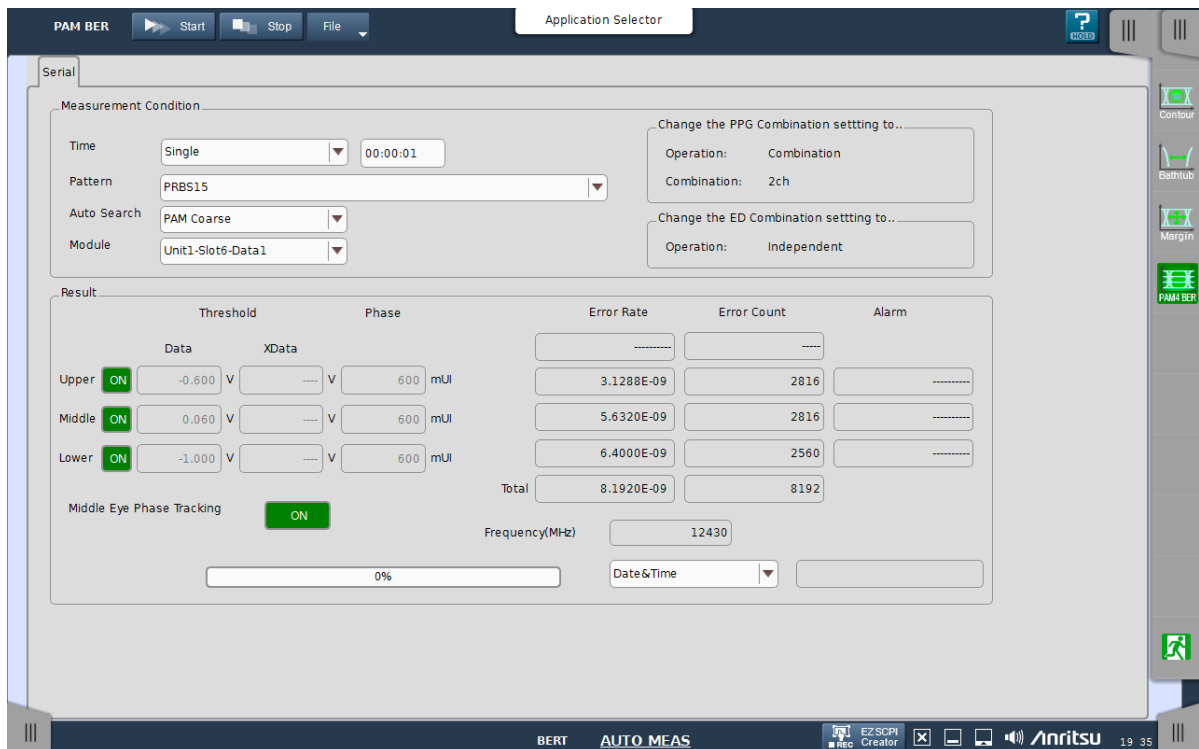 PAM BER
Start
Stop
File
Application Selector
?
HOLD
Serial
Measurement Condition
Time
Single
00:00:01
Pattern
PRBS15
Auto Search
PAM Coarse
Module
Unit1-Slot6-Data1
Change the PPG Combination settting to..
Operation: Combination
Combination: 2ch
Change the ED Combination settting to..
Operation: Independent
Contour
Bathtub
Margin
PAM4 BER
Result
Threshold Phase Error Rate Error Count Alarm
Data XData
---------- -----
Upper ON -0.600 V ---- V 600 mUI 3.1288E-09 2816 ----------
Middle ON 0.060 V ---- V 600 mUI 5.6320E-09 2816 ----------
Lower ON -1.000 V ---- V 600 mUI 6.4000E-09 2560 ----------
Total 8.1920E-09 8192
Middle Eye Phase Tracking ON
Frequency(MHz) 12430
0%
Date&Time
BERT AUTO MEAS
REC
EZ SCPI
Creator
Anritsu
19 35